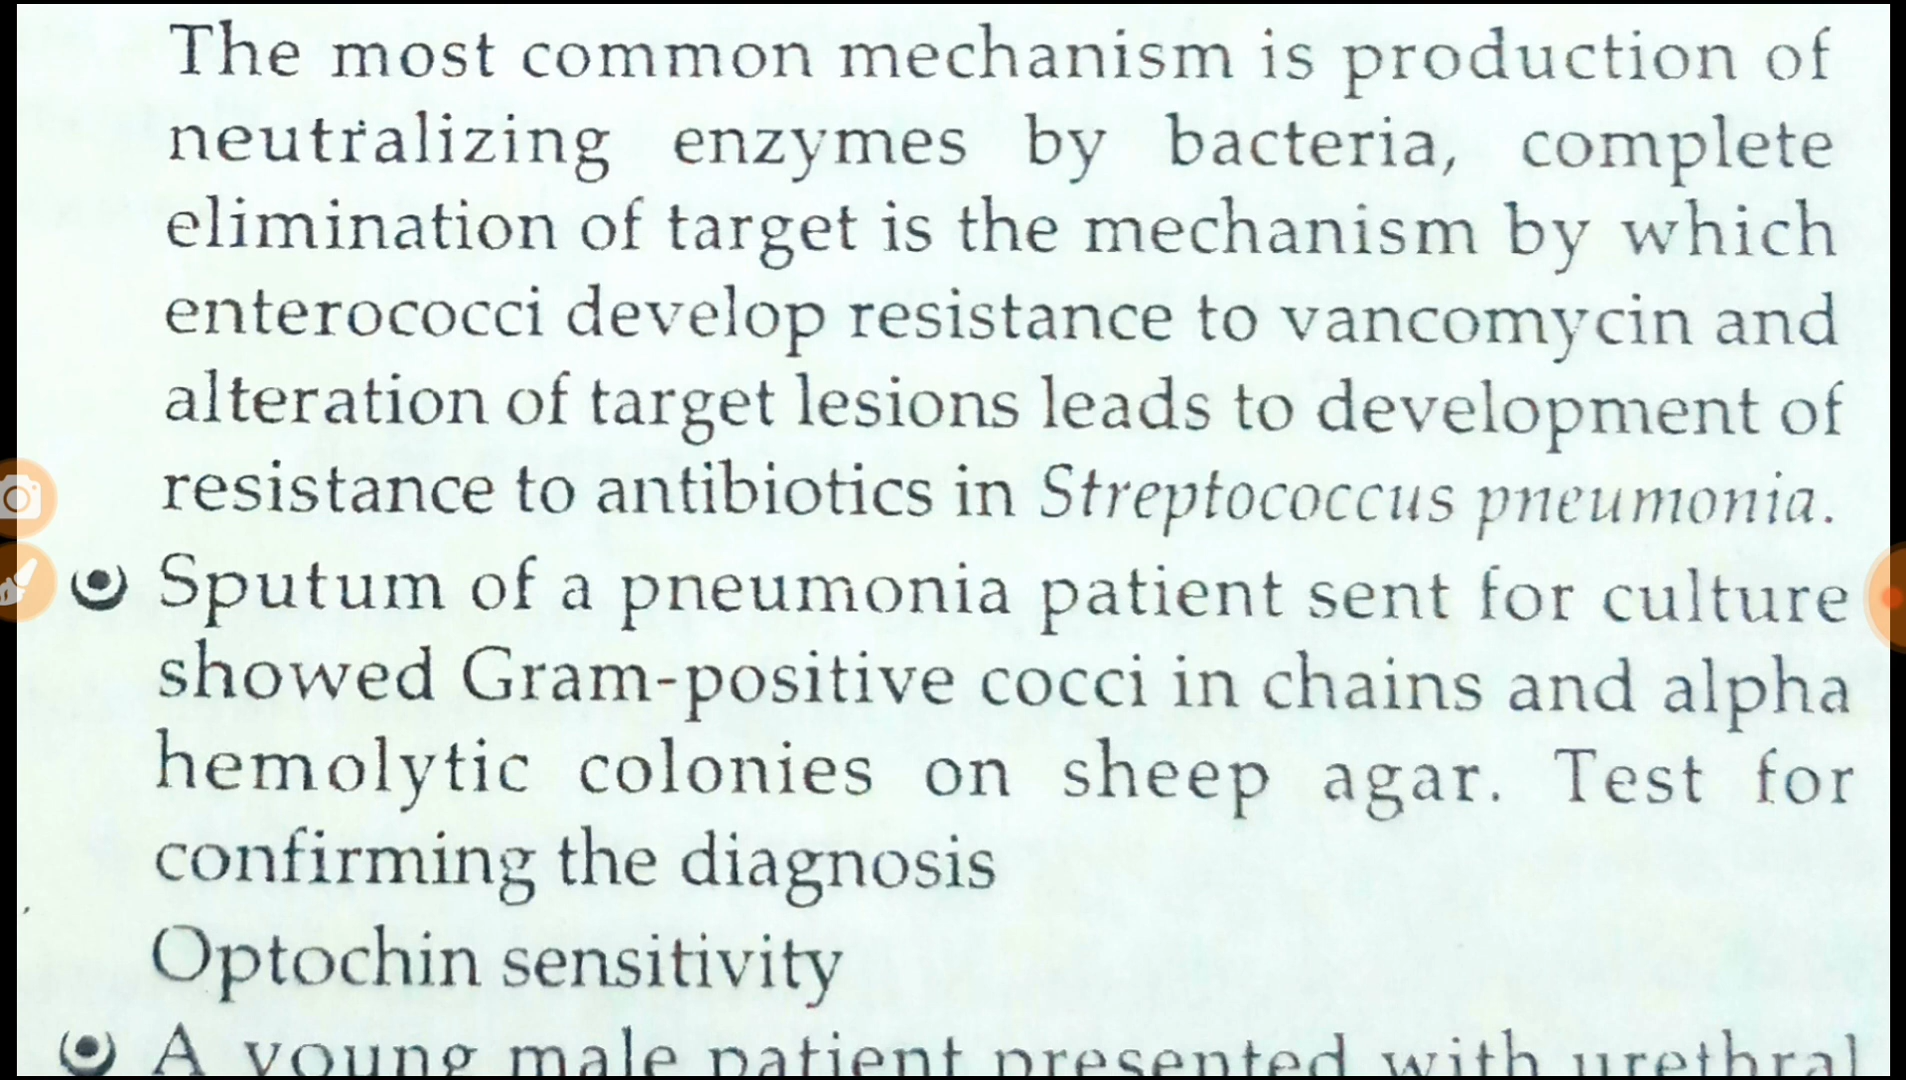 The most common mechanism is production of
neutralizing enzymes by bacteria, complete
elimination of target is the mechanism by which
enterococci develop resistance to vancomycin and
alteration of target lesions leads to development of
resistance to antibiotics in Streptococcus pneumonia.
Sputum of a pneumonia patient sent for culture
showed Gram-positive cocci in chains and alpha
hemolytic colonies on sheep agar. Test for
confirming the diagnosis
Optochin sensitivity
A young male patient presented with urethral